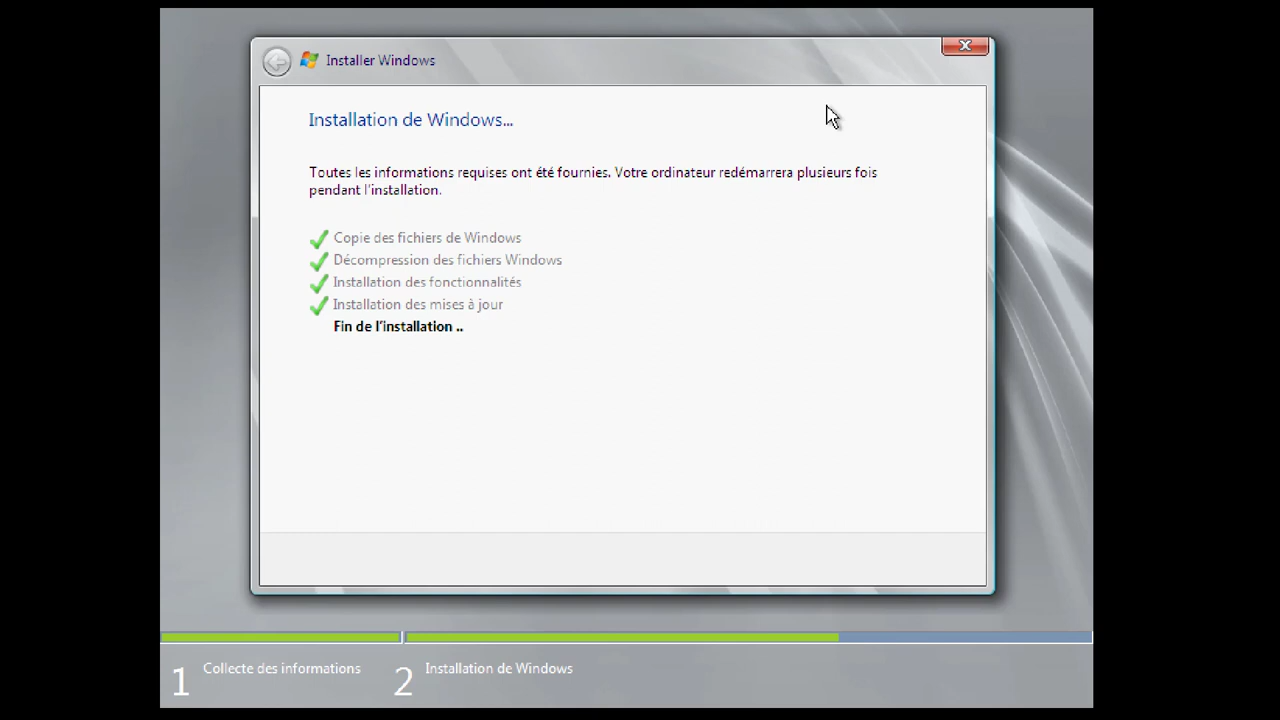 Installer Windows
Installation de Windows...
Toutes les informations requises ont été fournies. Votre ordinateur redémarrera plusieurs fois
pendant l'installation.
Copie des fichiers de Windows
Décompression des fichiers Windows
Installation des fonctionnalités
Installation des mises à jour
Fin de l'installation ..
1 Collecte des informations 2 Installation de Windows